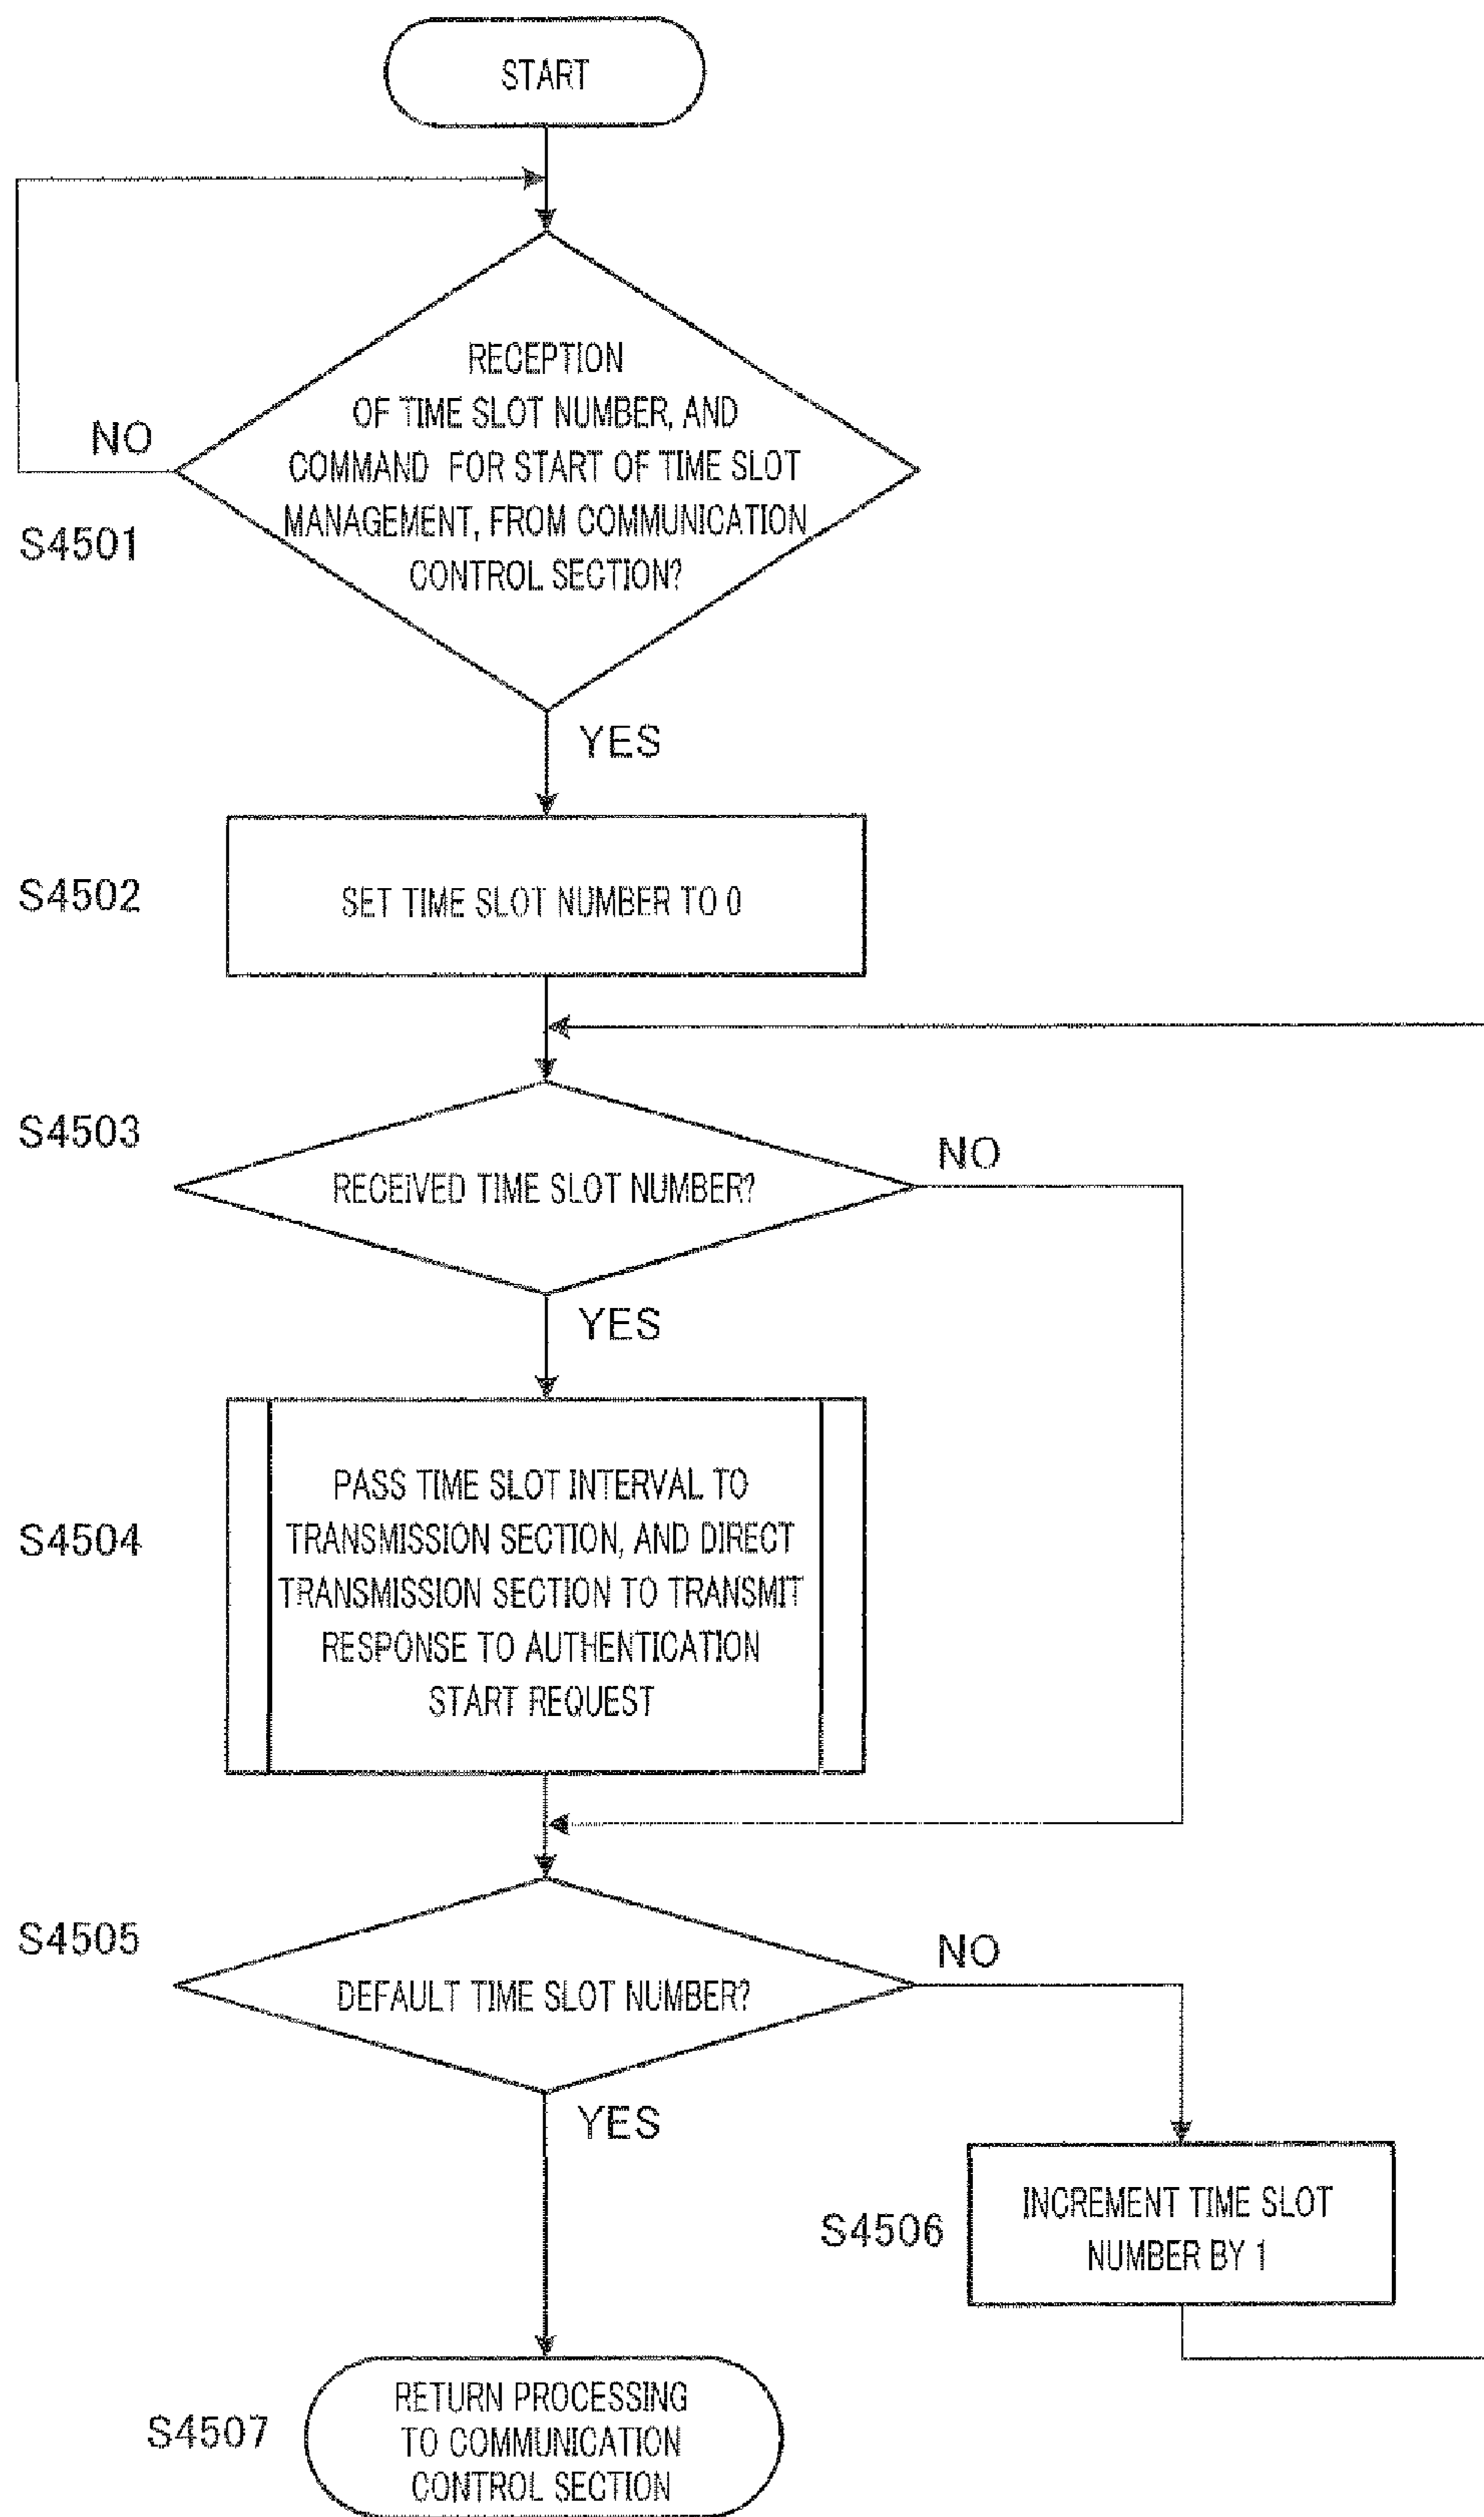 START
RECEPTION
OF TIME SLOT NUMBER, AND
COMMAND FOR START OF TIME SLOT
MANAGEMENT, FROM COMMUNICATION
CONTROL SECTION?
NO
S4501
YES
S4502
SET TIME SLOT NUMBER TO 0
S4503
RECEIVED TIME SLOT NUMBER?
NO
YES
S4504
PASS TIME SLOT INTERVAL TO
TRANSMISSION SECTION, AND DIRECT
TRANSMISSION SECTION TO TRANSMIT
RESPONSE TO AUTHENTICATION
START REQUEST
S4505
DEFAULT TIME SLOT NUMBER?
NO
YES
S4506
INCREMENT TIME SLOT
NUMBER BY 1
S4507
RETURN PROCESSING
TO COMMUNICATION
CONTROL SECTION